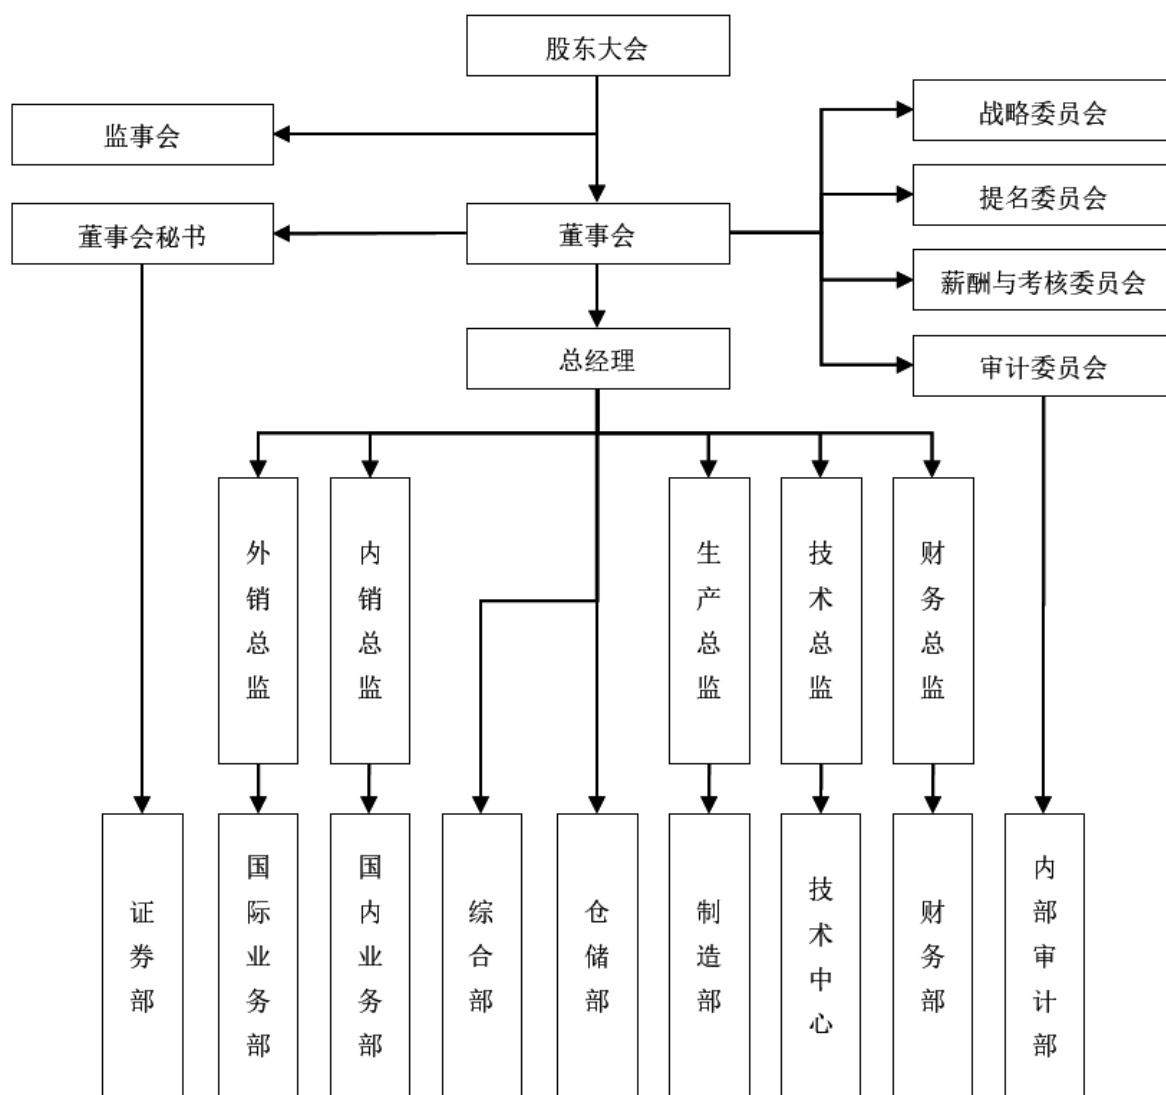 股东大会
战略委员会
监事会
提名委员会
董事会秘书
董事会
薪酬与考核委员会
总经理
审计委员会
外销总监
内销总监
生产总监
技术总监
财务总监
证券部
国际业务部
国内业务部
综合部
仓储部
制造部
技术中心
财务部
内部审计部